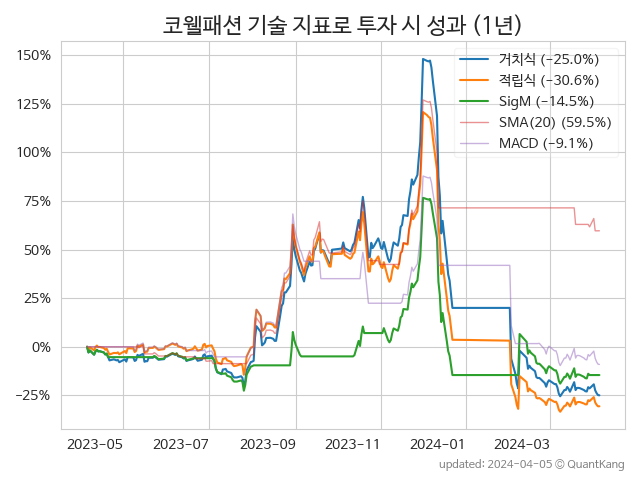 코웰패션 기술 지표로 투자 시 성과 (1년)
150%
125%
100%
75%
50%
25%
0%
−25%
거치식 (−25.0%)
적립식 (−30.6%)
SigM (−14.5%)
SMA(20) (59.5%)
MACD (−9.1%)
2023−05 2023−07 2023−09 2023−11 2024−01 2024−03
updated: 2024-04-05 ⓒ QuantKang